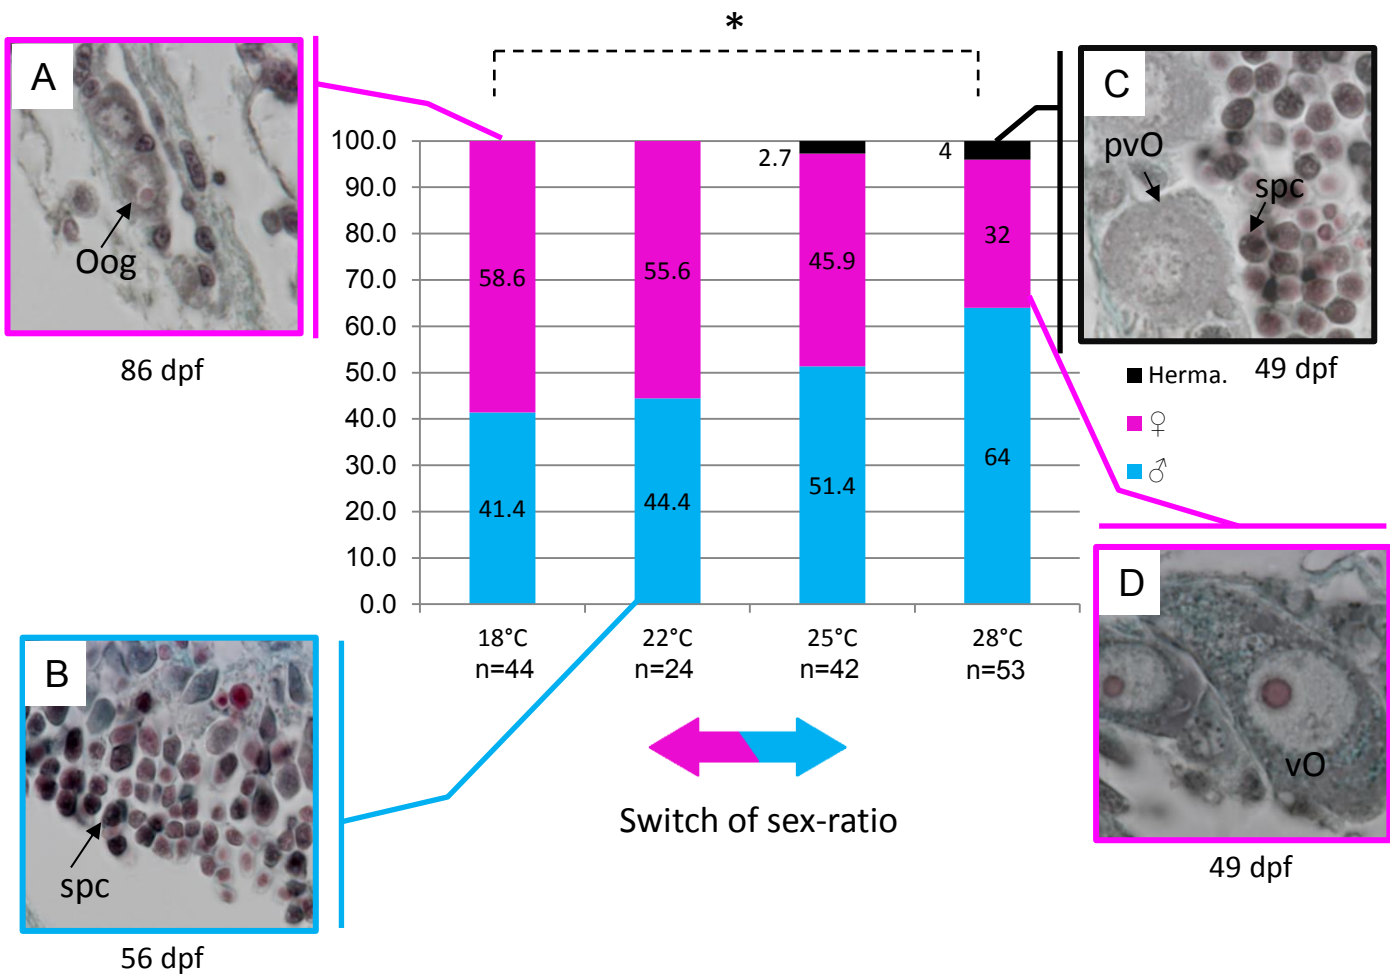 *
A
Oog
86 dpf
100.0
90.0
80.0
70.0
60.0
50.0
40.0
30.0
20.0
10.0
0.0
2.7
4
58.6
55.6
45.9
32
41.4
44.4
51.4
64
18°C
n=44
22°C
n=24
25°C
n=42
28°C
n=53
C
pvO
spc
49 dpf
Herma.
♀
♂
B
spc
56 dpf
Switch of sex-ratio
D
vO
49 dpf